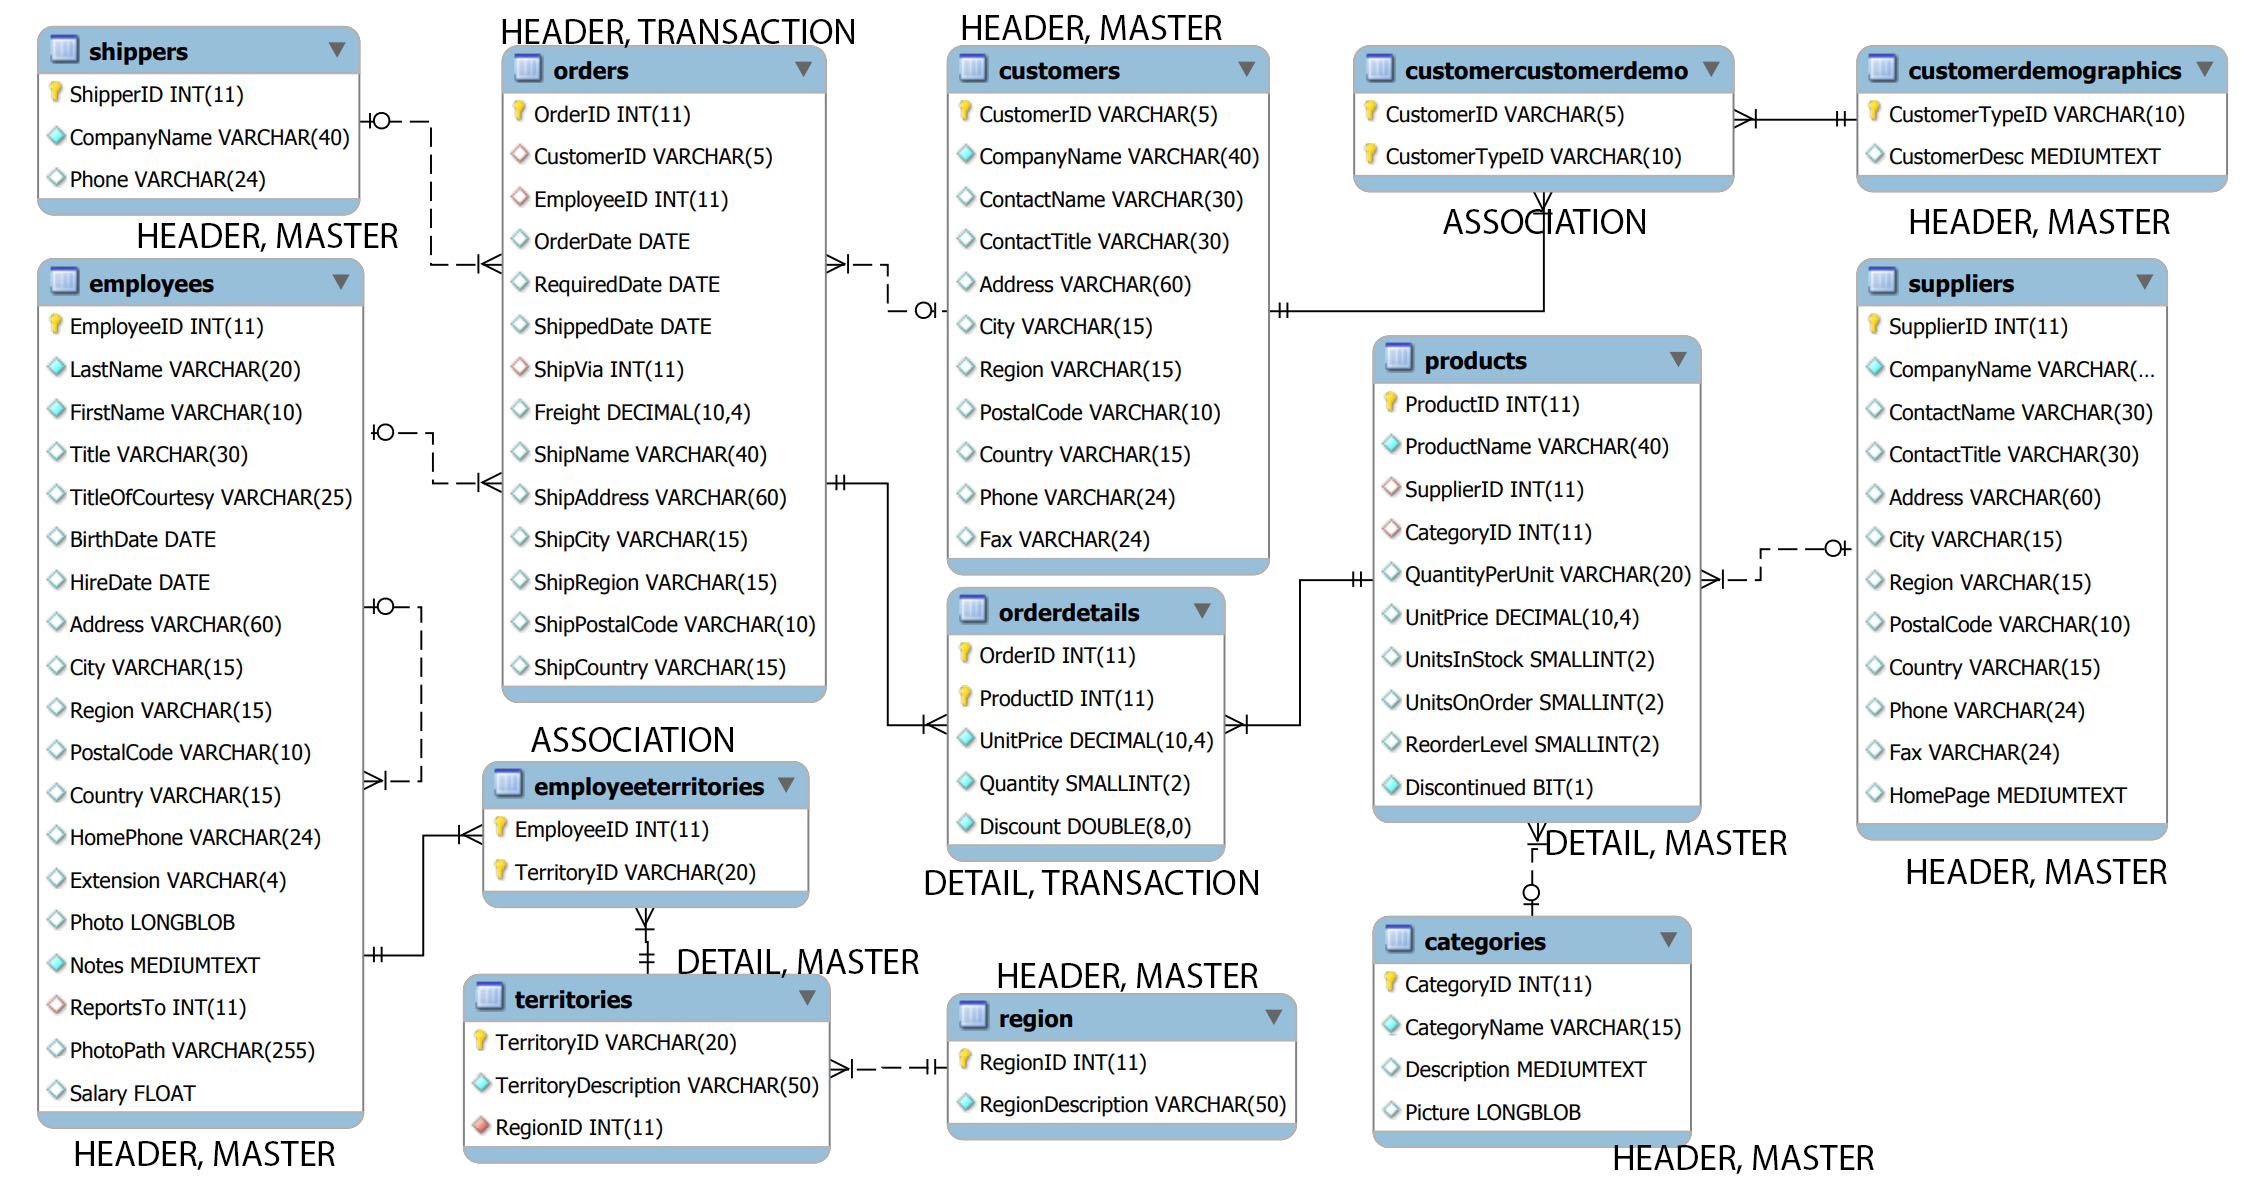 HEADER, TRANSACTION
HEADER, MASTER
shippers
ShipperID INT(11)
CompanyName VARCHAR(40)
Phone VARCHAR(24)
HEADER, MASTER
employees
EmployeeID INT(11)
LastName VARCHAR(20)
FirstName VARCHAR(10)
Title VARCHAR(30)
TitleOfCourtesy VARCHAR(25)
BirthDate DATE
HireDate DATE
Address VARCHAR(60)
City VARCHAR(15)
Region VARCHAR(15)
PostalCode VARCHAR(10)
Country VARCHAR(15)
HomePhone VARCHAR(24)
Extension VARCHAR(4)
Photo LONGBLOB
Notes MEDIUMTEXT
ReportsTo INT(11)
PhotoPath VARCHAR(255)
Salary FLOAT
HEADER, MASTER
orders
OrderID INT(11)
CustomerID VARCHAR(5)
EmployeeID INT(11)
OrderDate DATE
RequiredDate DATE
ShippedDate DATE
ShipVia INT(11)
Freight DECIMAL(10,4)
ShipName VARCHAR(40)
ShipAddress VARCHAR(60)
ShipCity VARCHAR(15)
ShipRegion VARCHAR(15)
ShipPostalCode VARCHAR(10)
ShipCountry VARCHAR(15)
ASSOCIATION
employeeterritories
EmployeeID INT(11)
TerritoryID VARCHAR(20)
DETAIL, MASTER
territories
TerritoryID VARCHAR(20)
TerritoryDescription VARCHAR(50)
RegionID INT(11)
customers
CustomerID VARCHAR(5)
CompanyName VARCHAR(40)
ContactName VARCHAR(30)
ContactTitle VARCHAR(30)
Address VARCHAR(60)
City VARCHAR(15)
Region VARCHAR(15)
PostalCode VARCHAR(10)
Country VARCHAR(15)
Phone VARCHAR(24)
Fax VARCHAR(24)
orderdetails
OrderID INT(11)
ProductID INT(11)
UnitPrice DECIMAL(10,4)
Quantity SMALLINT(2)
Discount DOUBLE(8,0)
DETAIL, TRANSACTION
HEADER, MASTER
region
RegionID INT(11)
RegionDescription VARCHAR(50)
customercustomerdemo
CustomerID VARCHAR(5)
CustomerTypeID VARCHAR(10)
ASSOCIATION
products
ProductID INT(11)
ProductName VARCHAR(40)
SupplierID INT(11)
CategoryID INT(11)
QuantityPerUnit VARCHAR(20)
UnitPrice DECIMAL(10,4)
UnitsInStock SMALLINT(2)
UnitsOnOrder SMALLINT(2)
ReorderLevel SMALLINT(2)
Discontinued BIT(1)
DETAIL, MASTER
categories
CategoryID INT(11)
CategoryName VARCHAR(15)
Description MEDIUMTEXT
Picture LONGBLOB
HEADER, MASTER
customerdemographics
CustomerTypeID VARCHAR(10)
CustomerDesc MEDIUMTEXT
HEADER, MASTER
suppliers
SupplierID INT(11)
CompanyName VARCHAR(...
ContactName VARCHAR(30)
ContactTitle VARCHAR(30)
Address VARCHAR(60)
City VARCHAR(15)
Region VARCHAR(15)
PostalCode VARCHAR(10)
Country VARCHAR(15)
Phone VARCHAR(24)
Fax VARCHAR(24)
HomePage MEDIUMTEXT
HEADER, MASTER